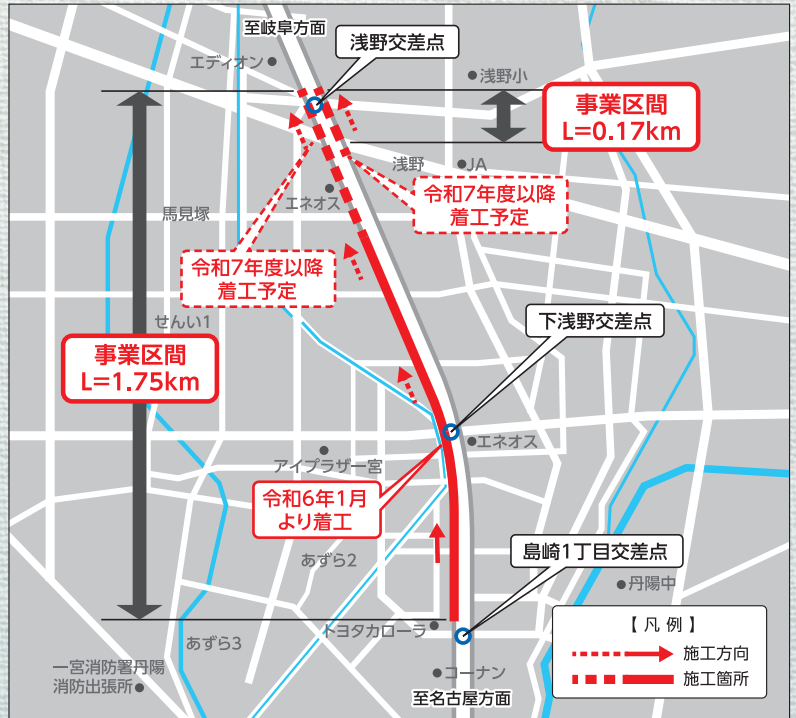 至岐阜方面
浅野交差点
エディオン
浅野小
事業区間
L=0.17km
浅野
JA
令和7年度以降
着工予定
エネオス
馬見塚
令和7年度以降
着工予定
せんい1
下浅野交差点
事業区間
L=1.75km
エネオス
アイプラザ一宮
令和6年1月
より着工
島崎1丁目交差点
あずら2
丹陽中
トヨタカローラ
あずら3
【凡例】
施工方向
施工箇所
一宮消防署丹陽
消防出張所
コーナン
至名古屋方面